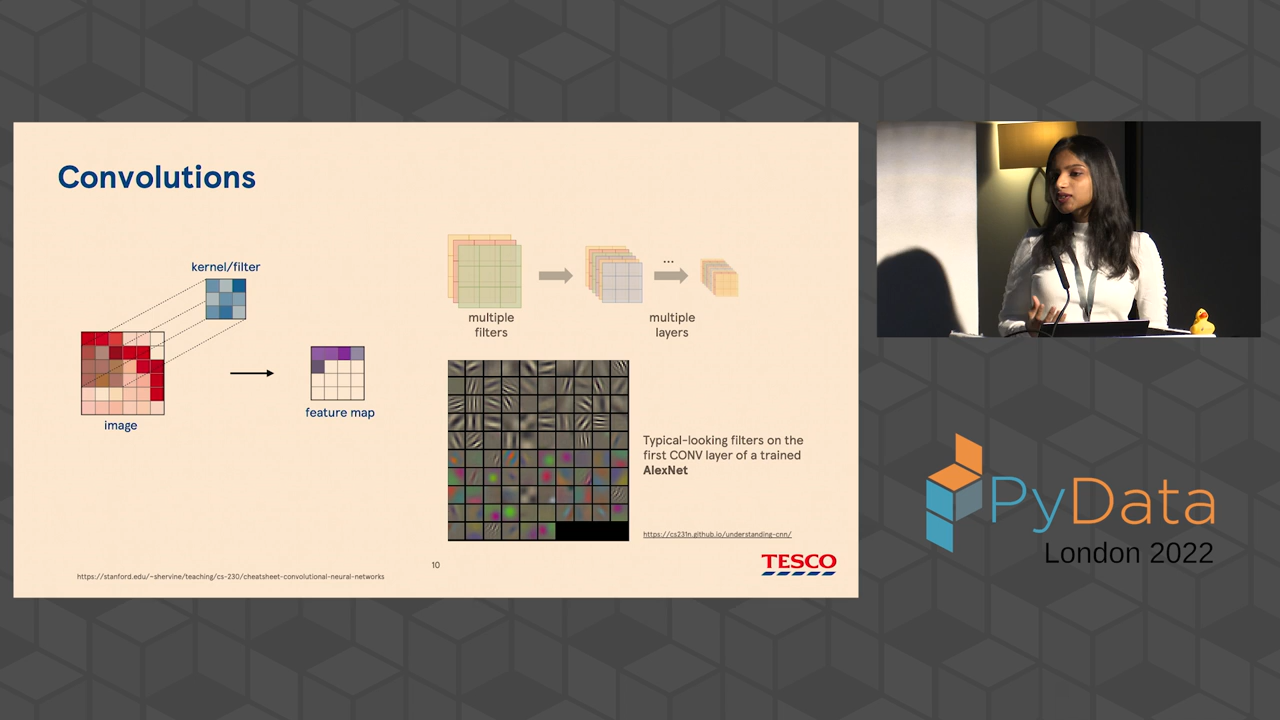 Convolutions
kernel/filter
image
feature map
multiple
filters
...
multiple
layers
Typical-looking filters on the
first CONV layer of a trained
AlexNet
https://cs231n.github.io/understanding-cnn/
10
https://stanford.edu/~shervine/teaching/cs-230/cheatsheet-convolutional-neural-networks
TESCO
PyData
London 2022